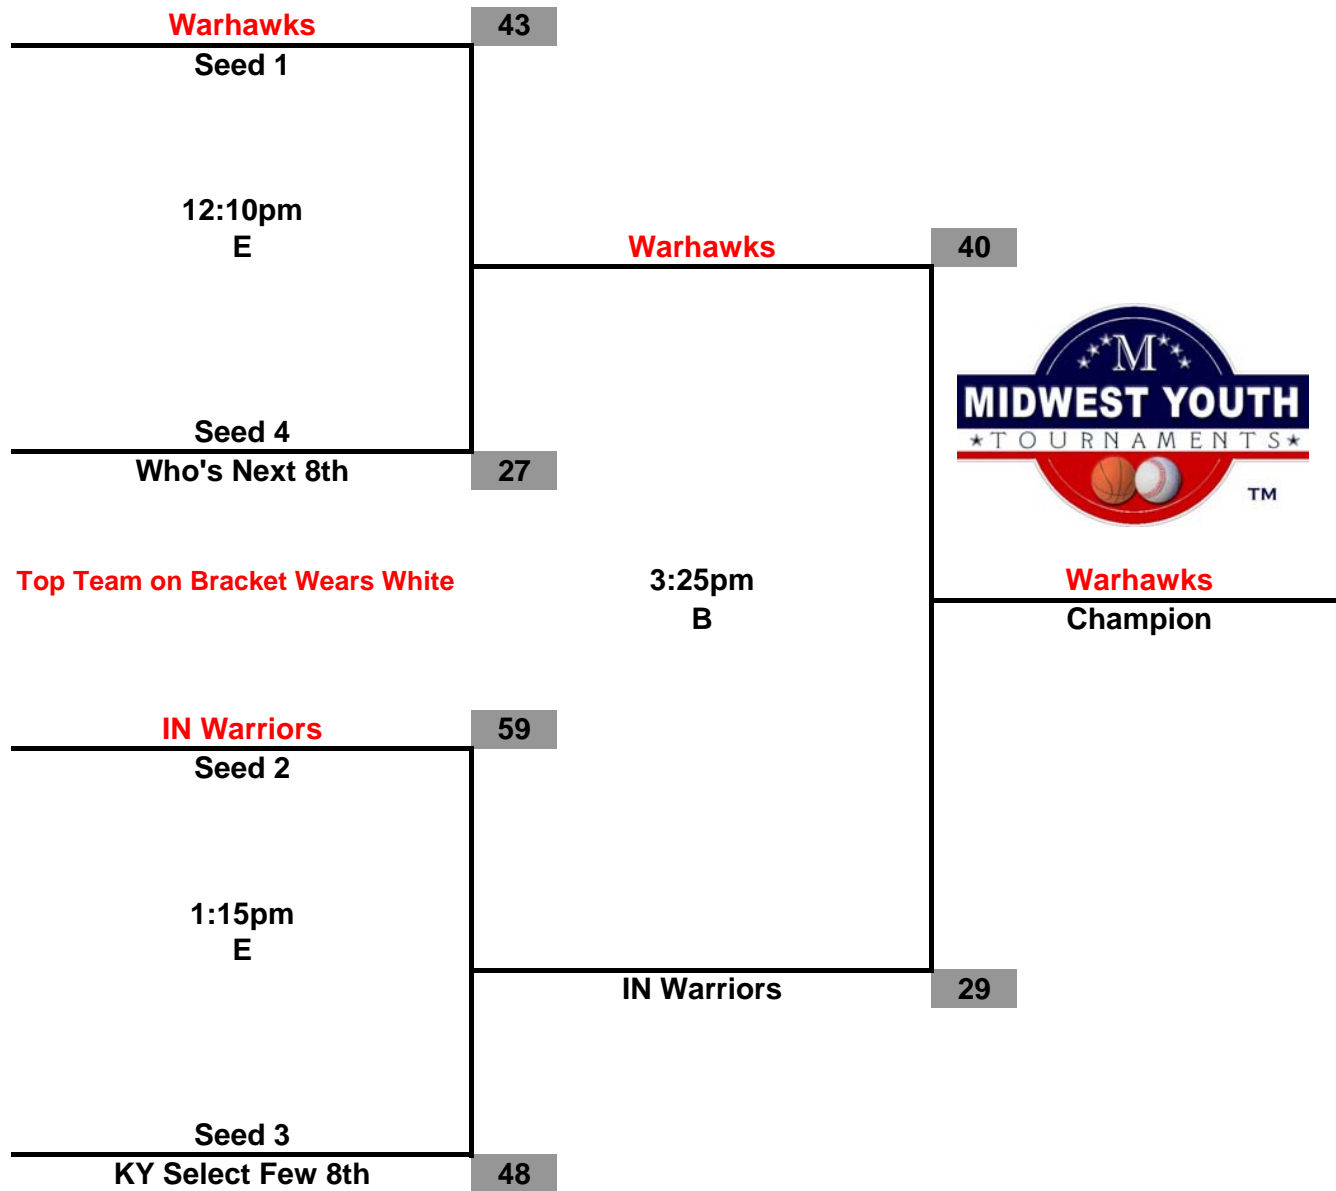 Warhawks 43
Seed 1
12:10pm
E
Warhawks 40
M
MIDWEST YOUTH
★TOURNAMENTS★
TM
Seed 4
Who's Next 8th 27
Top Team on Bracket Wears White
3:25pm
B
Warhawks
Champion
IN Warriors 59
Seed 2
1:15pm
E
IN Warriors 29
Seed 3
KY Select Few 8th 48